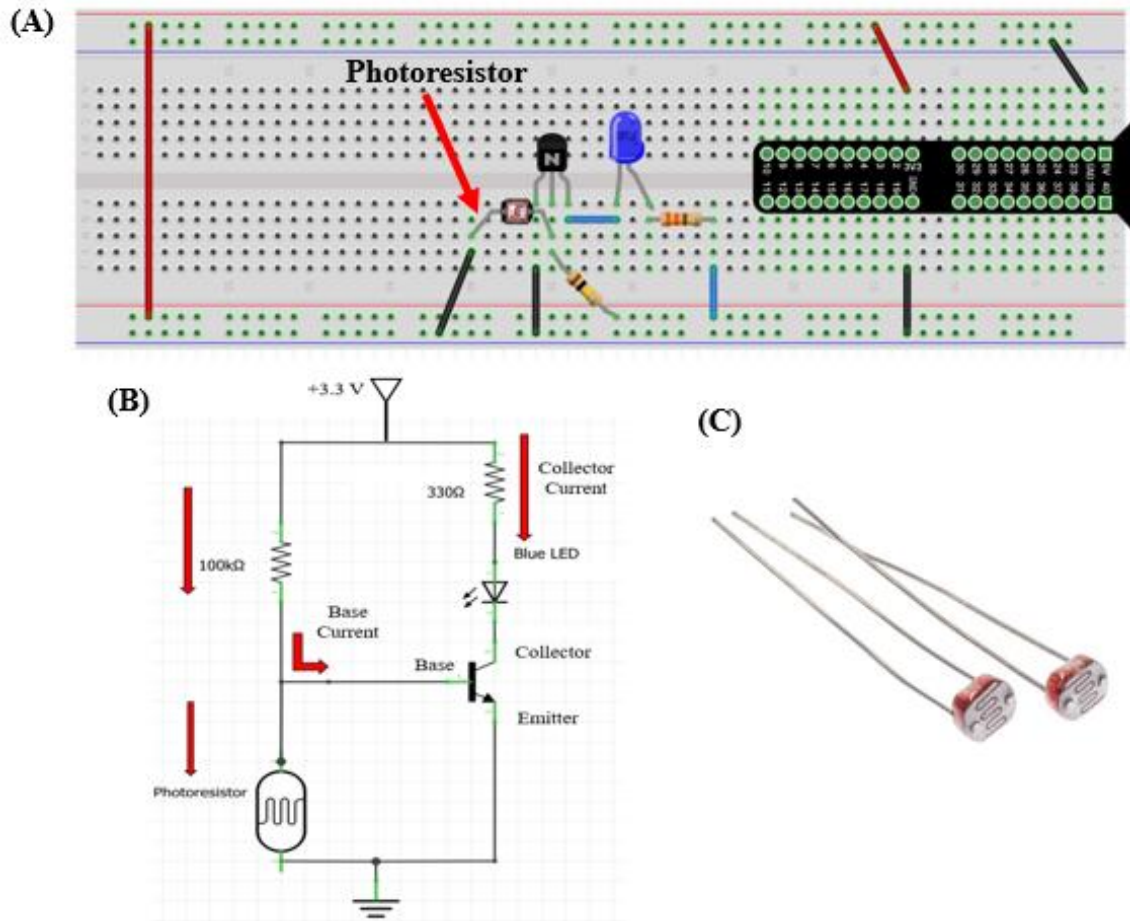 (A)
Photoresistor
N
(B)
+3.3 V
330Ω
Collector
Current
Blue LED
100kΩ
Base
Current
Base
Collector
Emitter
Photoresistor
(C)